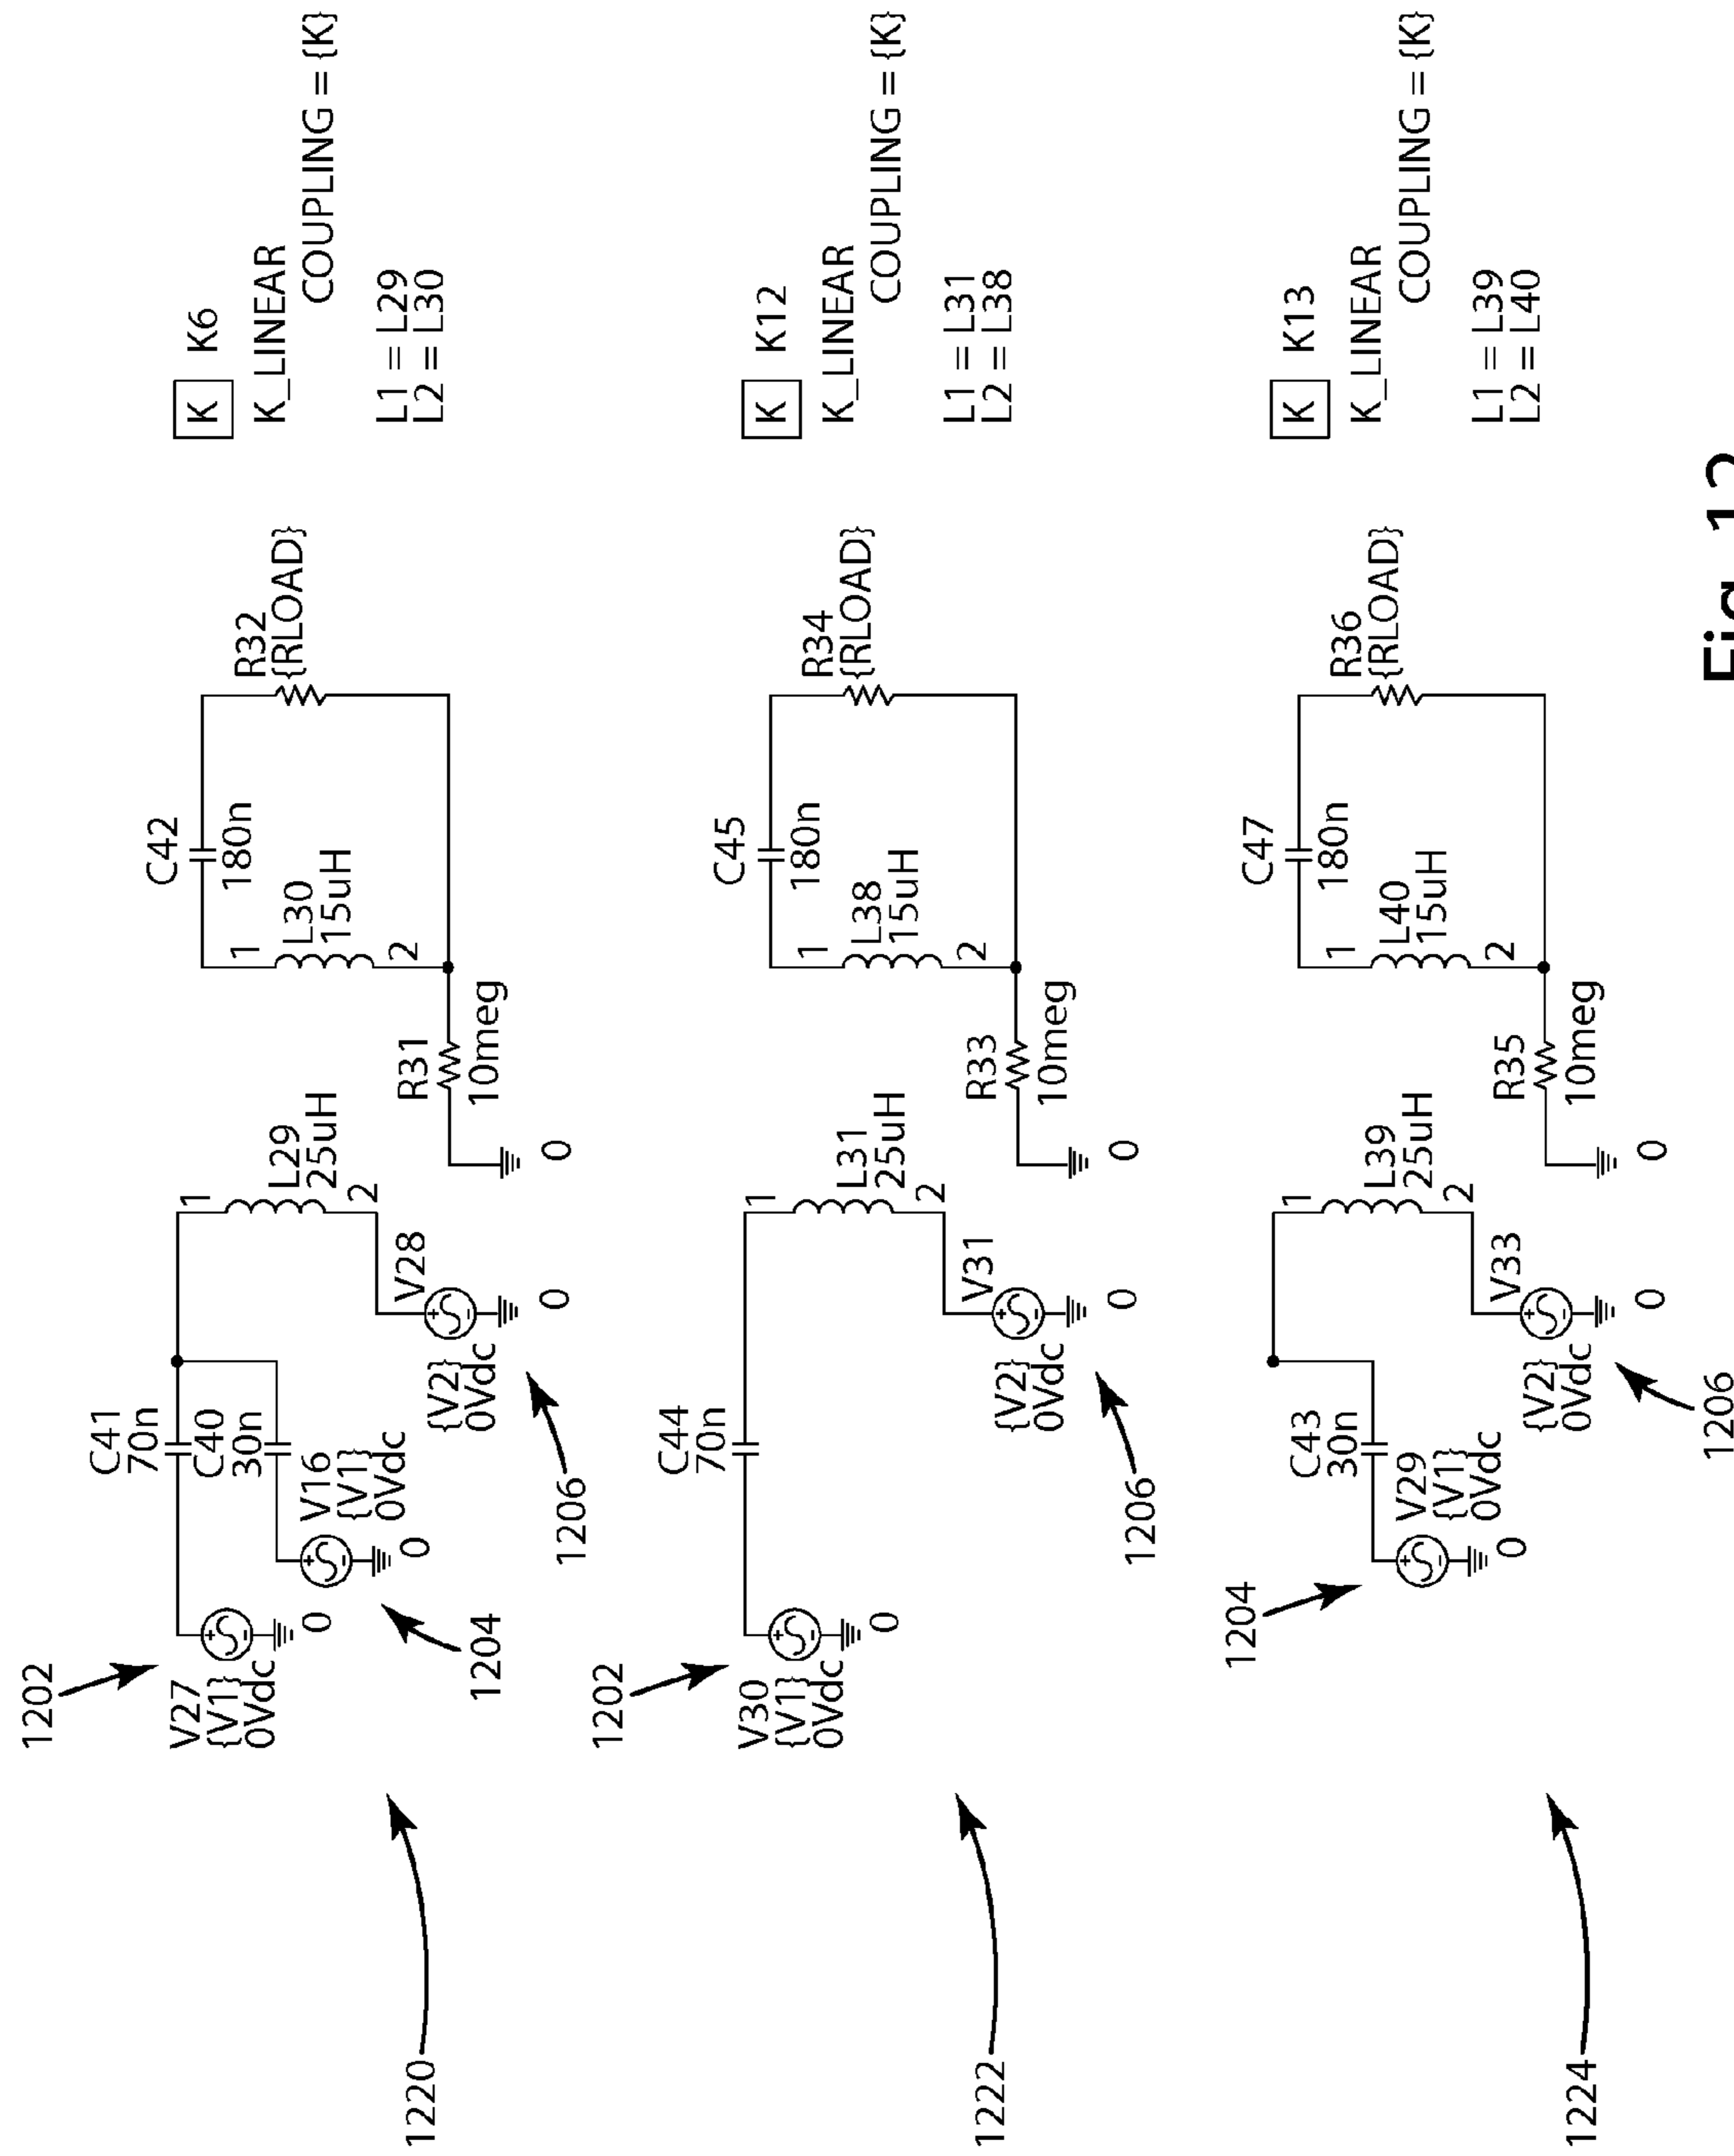 1220
1202
V27
{V1}
0Vdc
0
1204
V16
{V1}
0Vdc
0
C41
70n
C40
30n
1206
V28
{V2}
0Vdc
0
1
L29
25uH
2
R31
10meg
0
C42
180n
1
L30
15uH
2
R32
{RLOAD}
K K6
K_LINEAR
COUPLING = {K}
L1 = L29
L2 = L30
1222
1202
V30
{V1}
0Vdc
0
C44
70n
1206
V31
{V2}
0Vdc
0
1
L31
25uH
2
R33
10meg
0
C45
180n
1
L38
15uH
2
R34
{RLOAD}
K K12
K_LINEAR
COUPLING = {K}
L1 = L31
L2 = L38
1224
1204
V29
{V1}
0Vdc
0
C43
30n
1206
V33
{V2}
0Vdc
0
1
L39
25uH
2
R35
10meg
0
C47
180n
1
L40
15uH
2
R36
{RLOAD}
K K13
K_LINEAR
COUPLING = {K}
L1 = L39
L2 = L40
Fig. 12